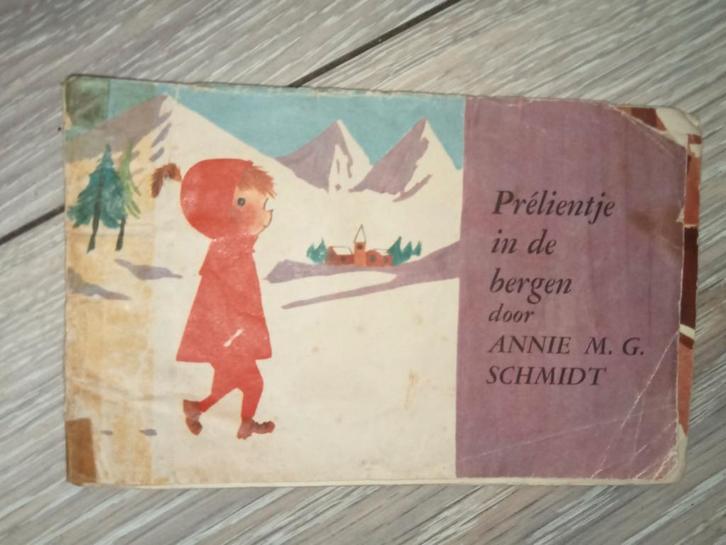 Prélientje
in de
bergen
door
ANNIE M. G.
SCHMIDT